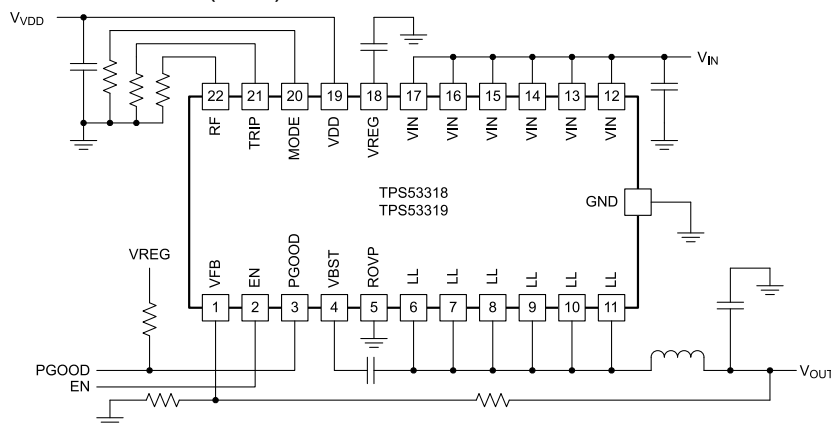 V_VDD
V_IN
22 21 20 19 18 17 16 15 14 13 12
RF TRIP MODE VDD VREG VIN VIN VIN VIN VIN VIN
TPS53318
TPS53319
GND
VREG
VFB EN PGOOD VBST ROVP LL LL LL LL LL LL
1 2 3 4 5 6 7 8 9 10 11
PGOOD
EN
V_OUT